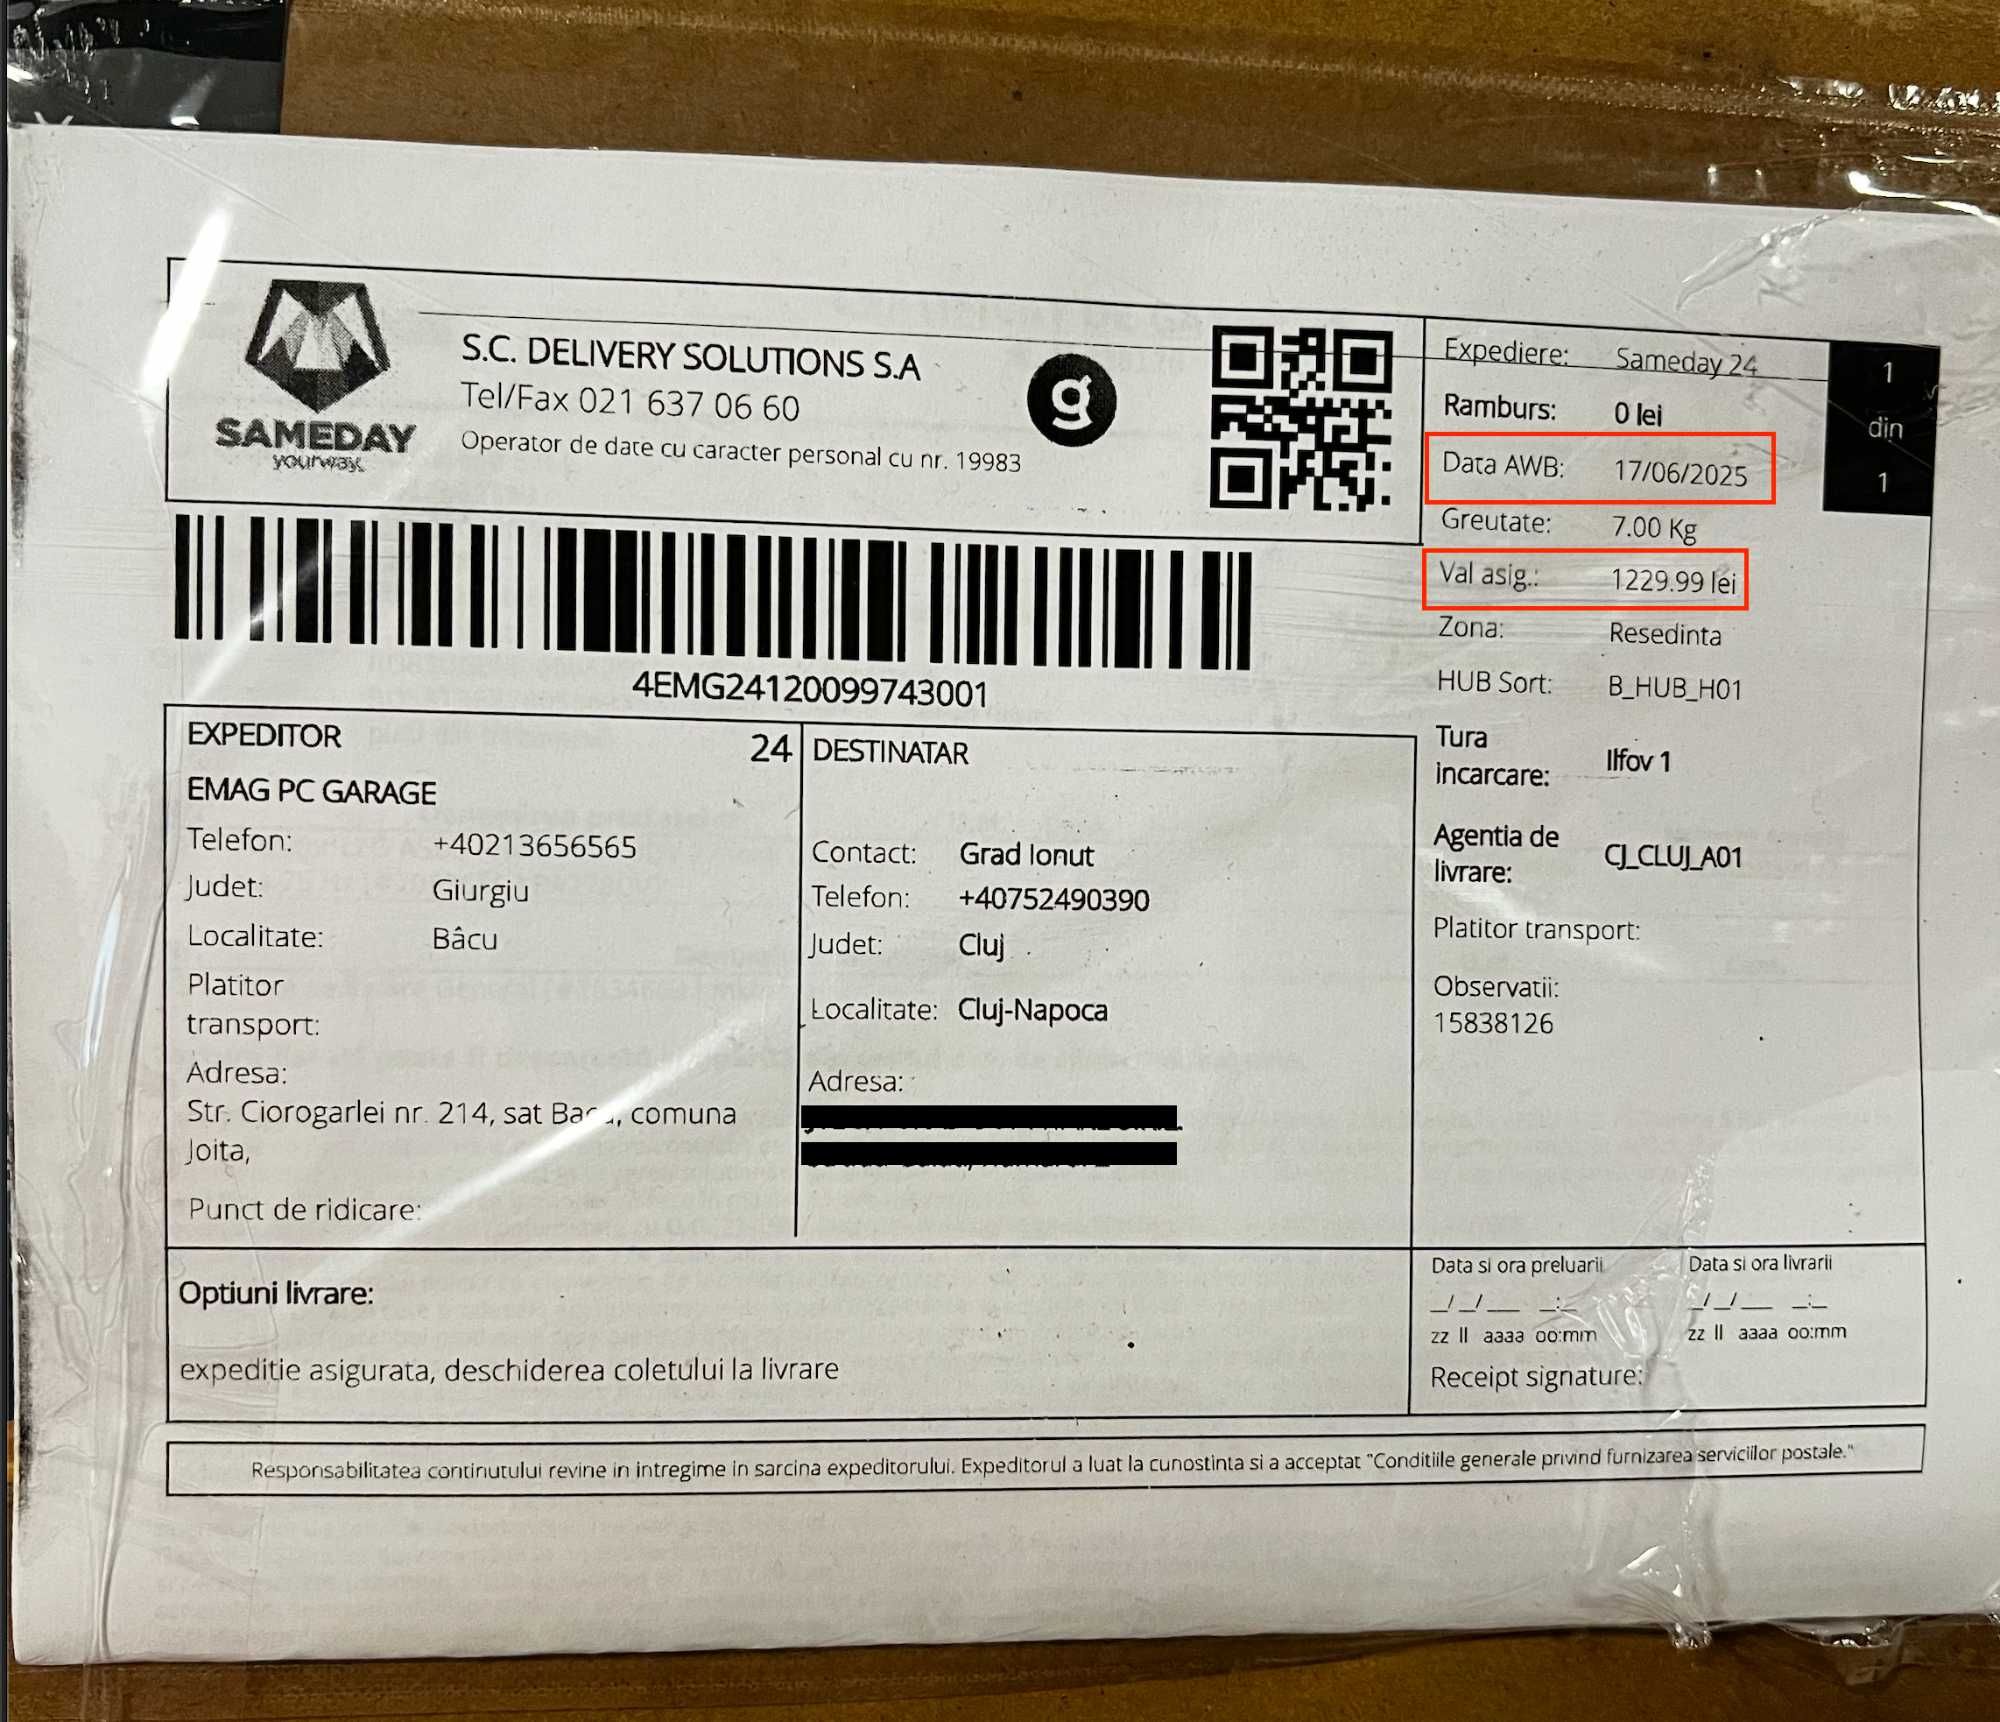 SAMEDAY
yourway.
S.C. DELIVERY SOLUTIONS S.A
Tel/Fax 021 637 06 60
Operator de date cu caracter personal cu nr. 19983
g
Expediere: Sameday 24
Ramburs: 0 lei
Data AWB: 17/06/2025
Greutate: 7.00 Kg
Val asig.: 1229.99 lei
Zona: Resedinta
HUB Sort: B_HUB_H01
Tura
incarcare: Ilfov 1
Agentia de
livrare: CJ_CLUJ_A01
Platitor transport:
Observatii:
15838126
1
din
1
4EMG24120099743001
EXPEDITOR 24
EMAG PC GARAGE
Telefon: +40213656565
Judet: Giurgiu
Localitate: Bâcu
Platitor
transport:
Adresa:
Str. Ciorogarlei nr. 214, sat comuna
Joita,
Punct de ridicare:
DESTINATAR
Contact: Grad Ionut
Telefon: +40752490390
Judet: Cluj
Localitate: Cluj-Napoca
Adresa:
Optiuni livrare:
expeditie asigurata, deschiderea coletului la livrare
Data si ora preluarii
_/_/__ _:_
zz ll aaaa oo:mm
Data si ora livrarii
_/_/__ _:_
zz ll aaaa oo:mm
Receipt signature:
Responsabilitatea continutului revine in intregime in sarcina expeditorului. Expeditorul a luat la cunostinta si a acceptat "Conditiile generale privind furnizarea serviciilor postale."